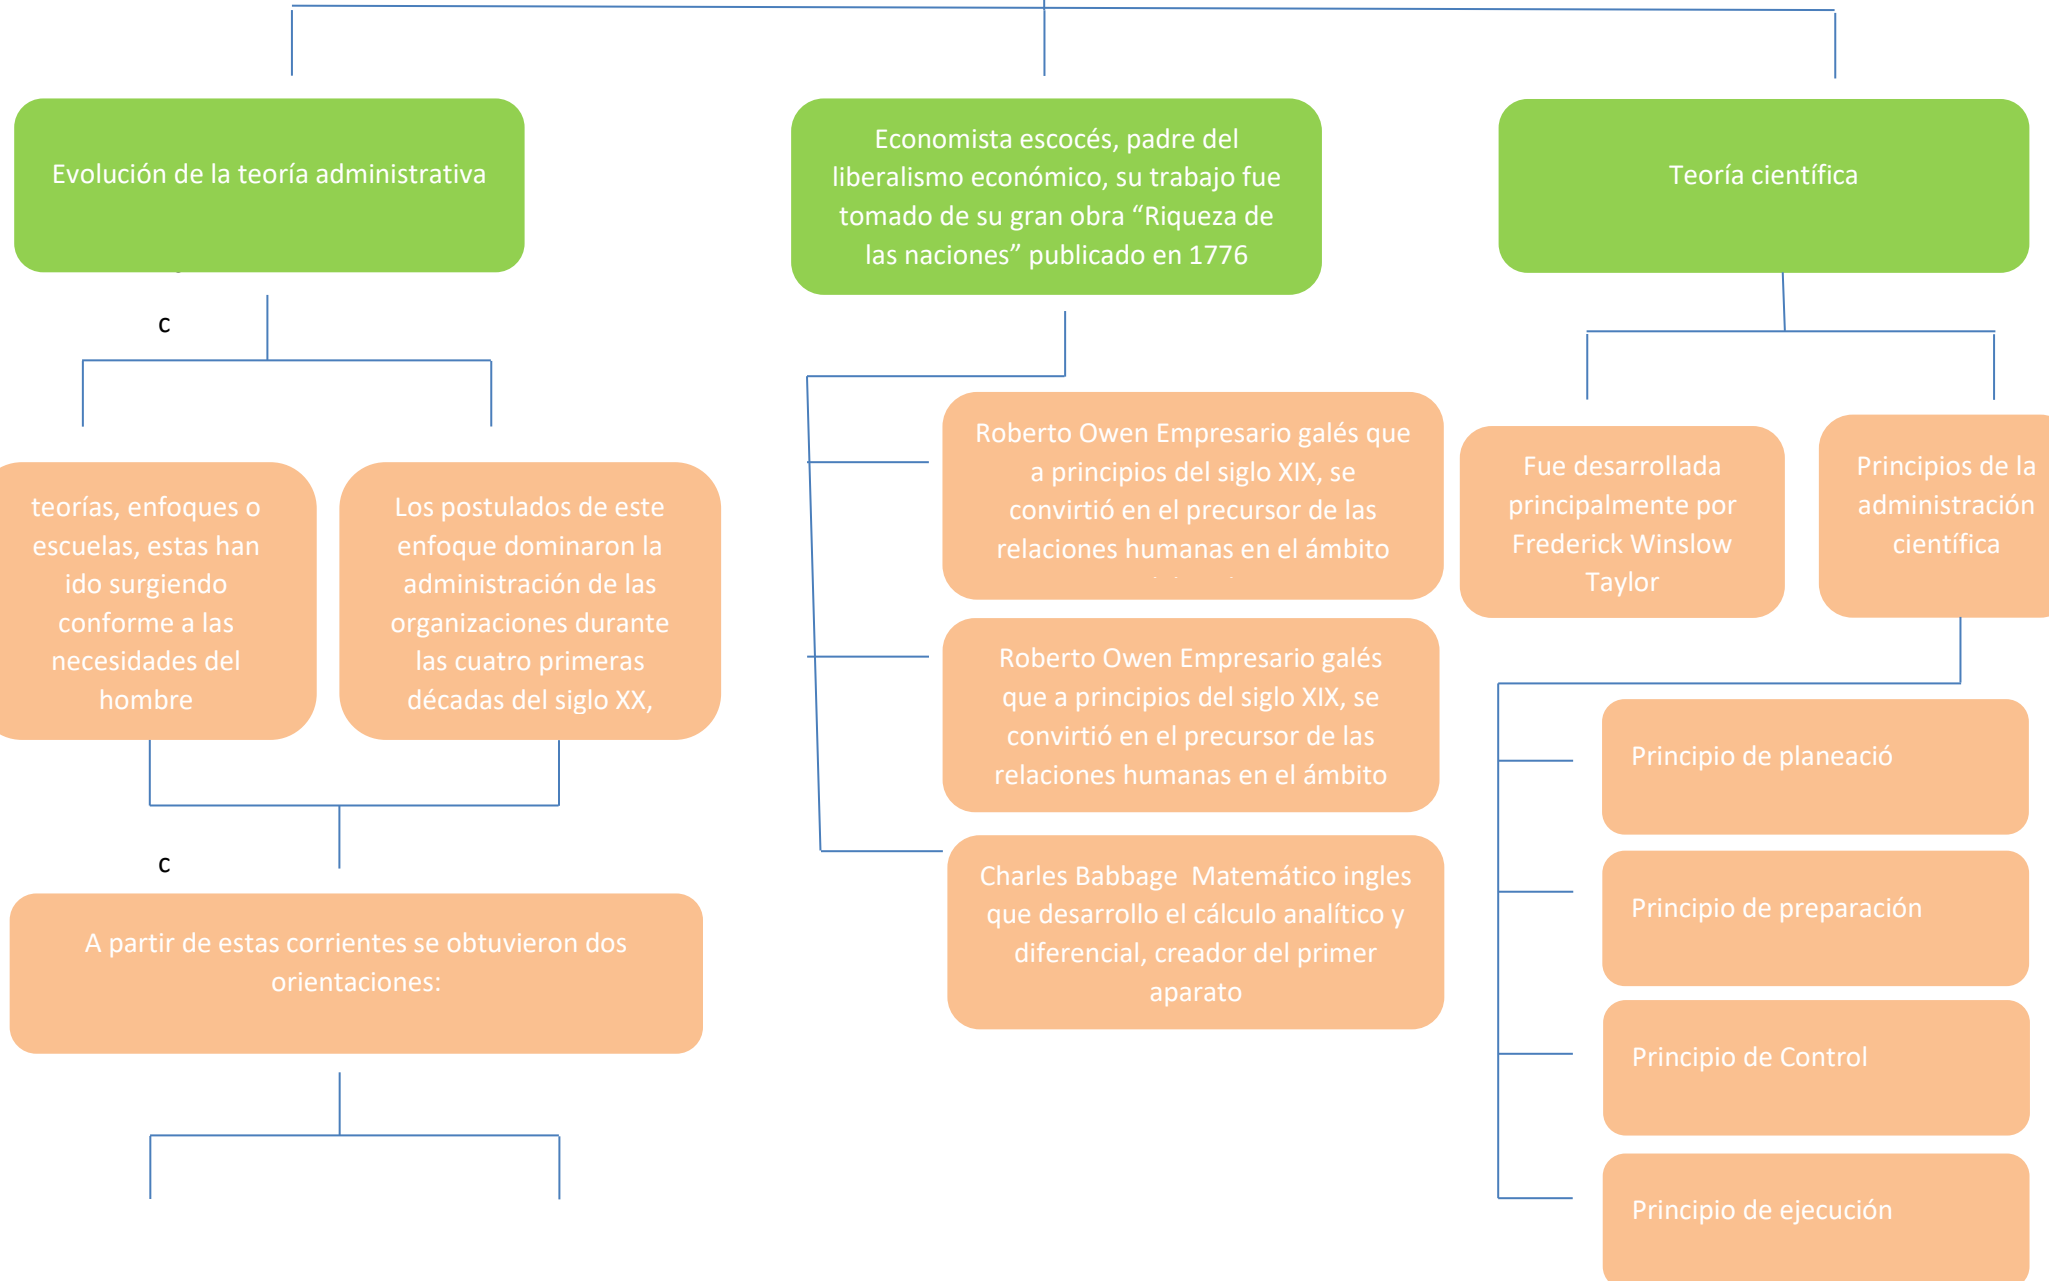 Evolución de la teoría administrativa
c
teorías, enfoques o
escuelas, estas han
ido surgiendo
conforme a las
necesidades del
hombre
Los postulados de este
enfoque dominaron la
administración de las
organizaciones durante
las cuatro primeras
décadas del siglo XX,
c
A partir de estas corrientes se obtuvieron dos
orientaciones:
Economista escocés, padre del
liberalismo económico, su trabajo fue
tomado de su gran obra “Riqueza de
las naciones” publicado en 1776
Roberto Owen Empresario galés que
a principios del siglo XIX, se
convirtió en el precursor de las
relaciones humanas en el ámbito
Roberto Owen Empresario galés
que a principios del siglo XIX, se
convirtió en el precursor de las
relaciones humanas en el ámbito
Charles Babbage  Matemático ingles
que desarrollo el cálculo analítico y
diferencial, creador del primer
aparato
Teoría científica
Fue desarrollada
principalmente por
Frederick Winslow
Taylor
Principios de la
administración
científica
Principio de planeació
Principio de preparación
Principio de Control
Principio de ejecución